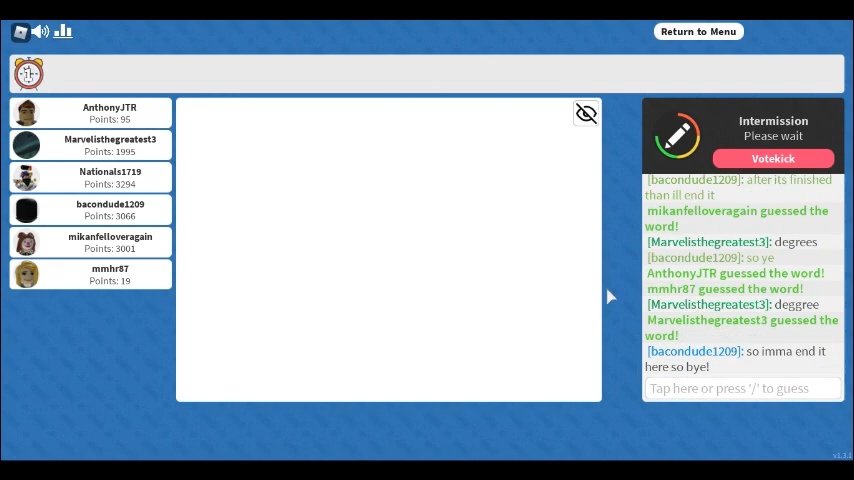 Return to Menu
AnthonyJTR
Points: 95
Marvelisthegreatest3
Points: 1995
Nationals1719
Points: 3294
bacondude1209
Points: 3066
mikanfelloveragain
Points: 3001
mmhr87
Points: 19
Intermission
Please wait
Votekick
[bacondude1209]: after its finished
than ill end it
mikanfelloveragain guessed the
word!
[Marvelisthegreatest3]: degrees
[bacondude1209]: so ye
AnthonyJTR guessed the word!
mmhr87 guessed the word!
[Marvelisthegreatest3]: deggree
Marvelisthegreatest3 guessed the
word!
[bacondude1209]: so imma end it
here so bye!
Tap here or press '/' to guess
v1.3.1